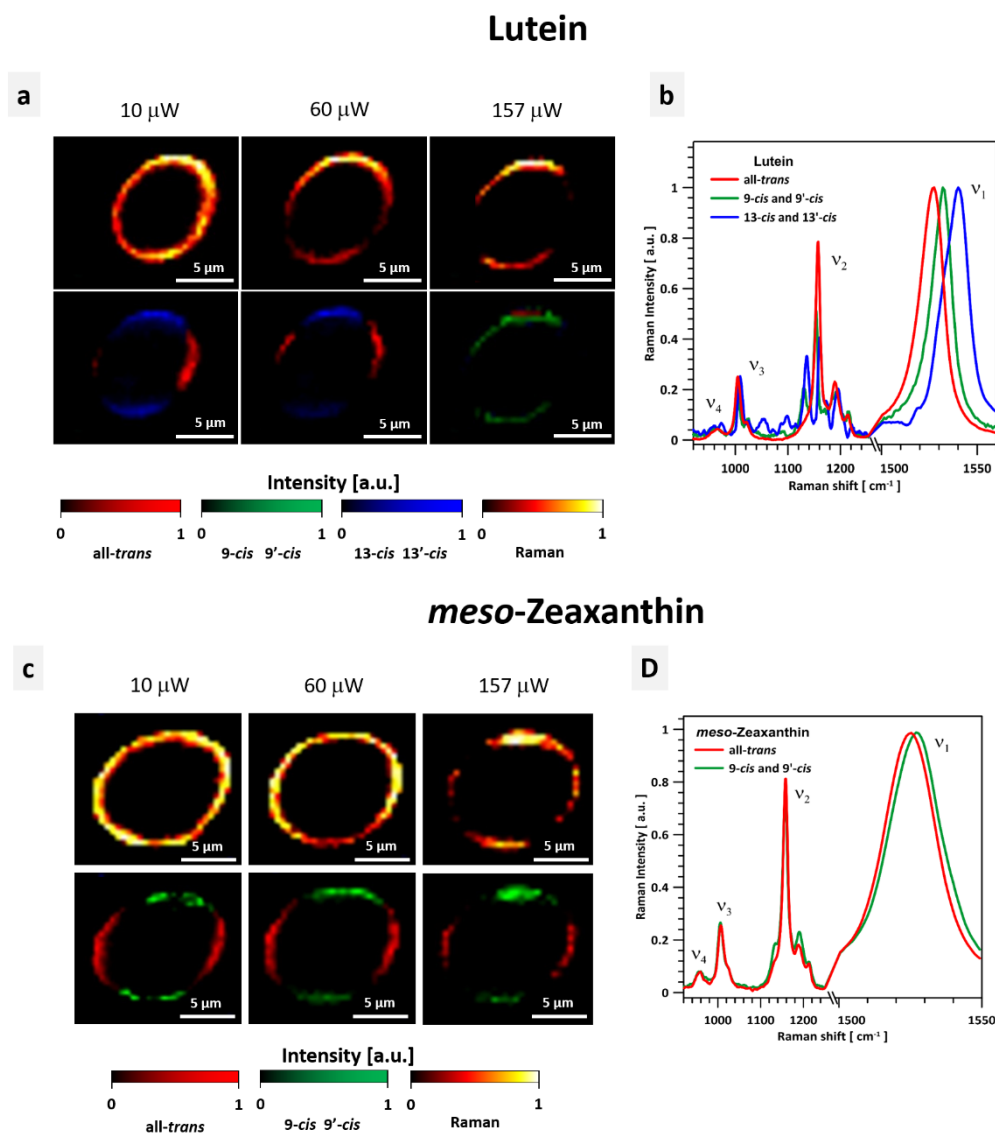 Lutein
a
10 μW 60 μW 157 μW
5 μm 5 μm 5 μm
5 μm 5 μm 5 μm
Intensity [a.u.]
0 1 0 1 0 1 0 1
all-trans 9-cis 9'-cis 13-cis 13'-cis Raman
b
Lutein
all-trans
9-cis and 9'-cis
13-cis and 13'-cis
ν1
ν2
ν3
ν4
Raman Intensity [ a.u.]
1
0.8
0.6
0.4
0.2
0
1000 1100 1200 1500 1550
Raman shift [ cm-1 ]
meso-Zeaxanthin
c
10 μW 60 μW 157 μW
5 μm 5 μm 5 μm
5 μm 5 μm 5 μm
Intensity [a.u.]
0 1 0 1 0 1
all-trans 9-cis 9'-cis Raman
D
meso-Zeaxanthin
all-trans
9-cis and 9'-cis
ν1
ν2
ν3
ν4
Raman Intensity [ a.u.]
1
0.8
0.6
0.4
0.2
0
1000 1100 1200 1500 1550
Raman shift [ cm-1 ]